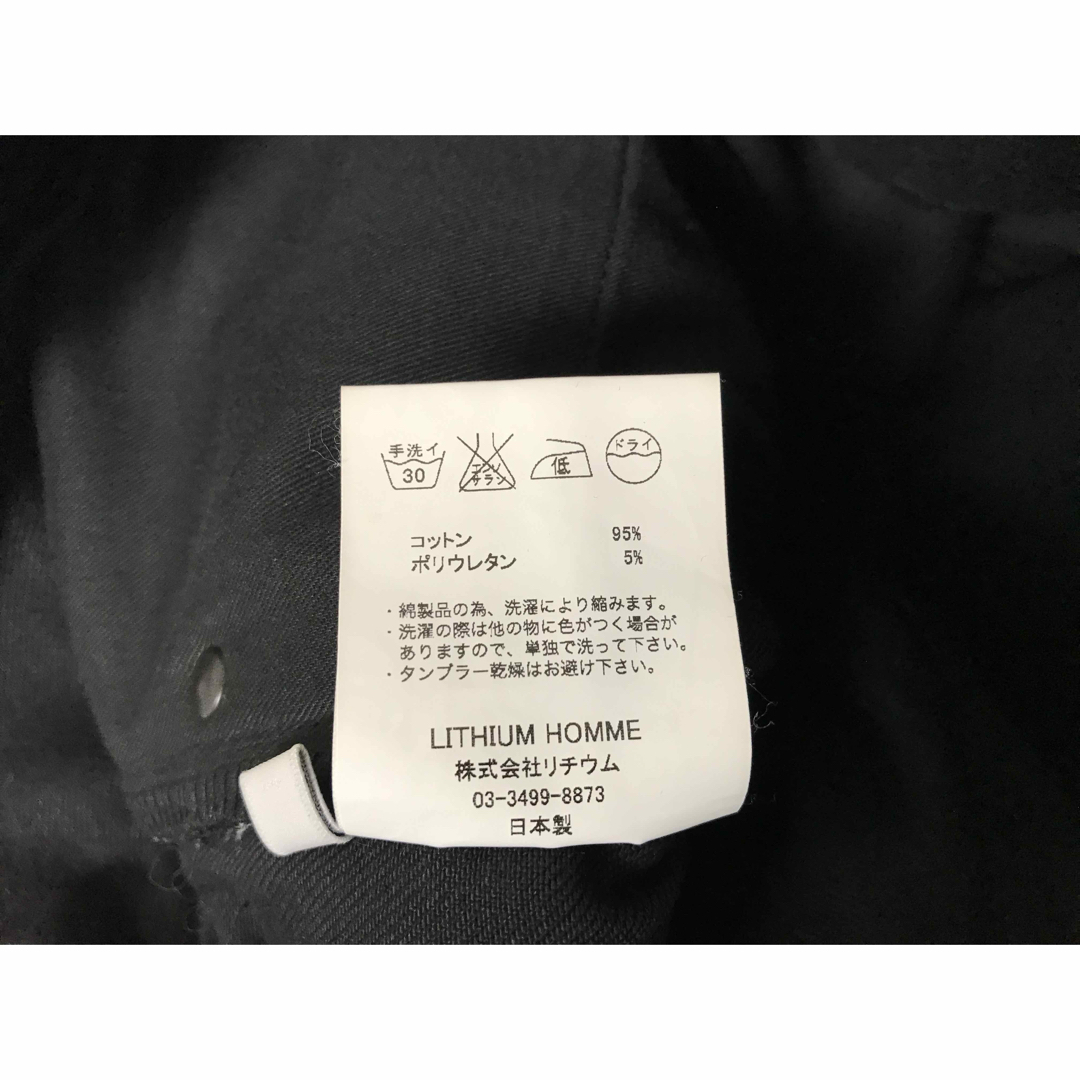 手洗イ エンソ 低 ドライ
30 サラシ
コットン 95%
ポリウレタン 5%
・綿製品の為、洗濯により縮みます。
・洗濯の際は他の物に色がつく場合が
ありますので、単独で洗って下さい。
・タンブラー乾燥はお避け下さい。
LITHIUM HOMME
株式会社リチウム
03-3499-8873
日本製